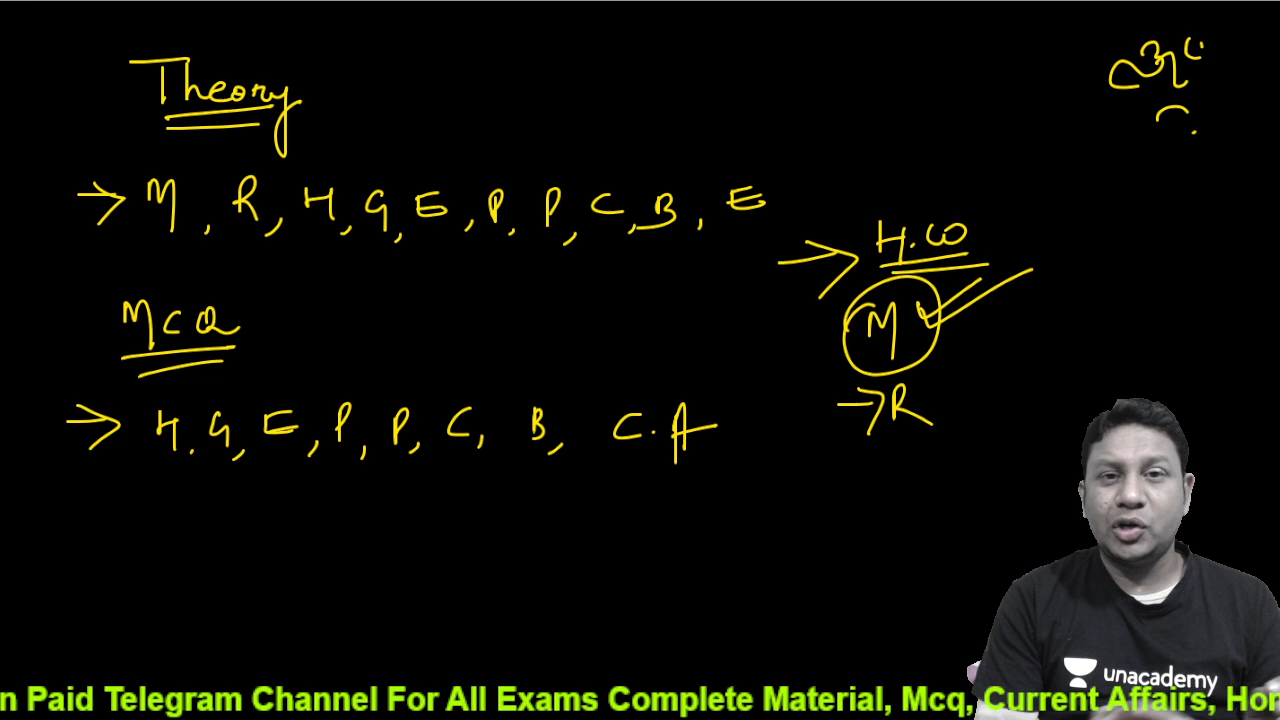 Theory
→ M, R, H, G, E, P, P, C, B, E
→ H.W
M
→ R
MCQ
→ H, G, E, P, P, C, B, C.A
unacademy
n Paid Telegram Channel For All Exams Complete Material, Mcq, Current Affairs, Hor